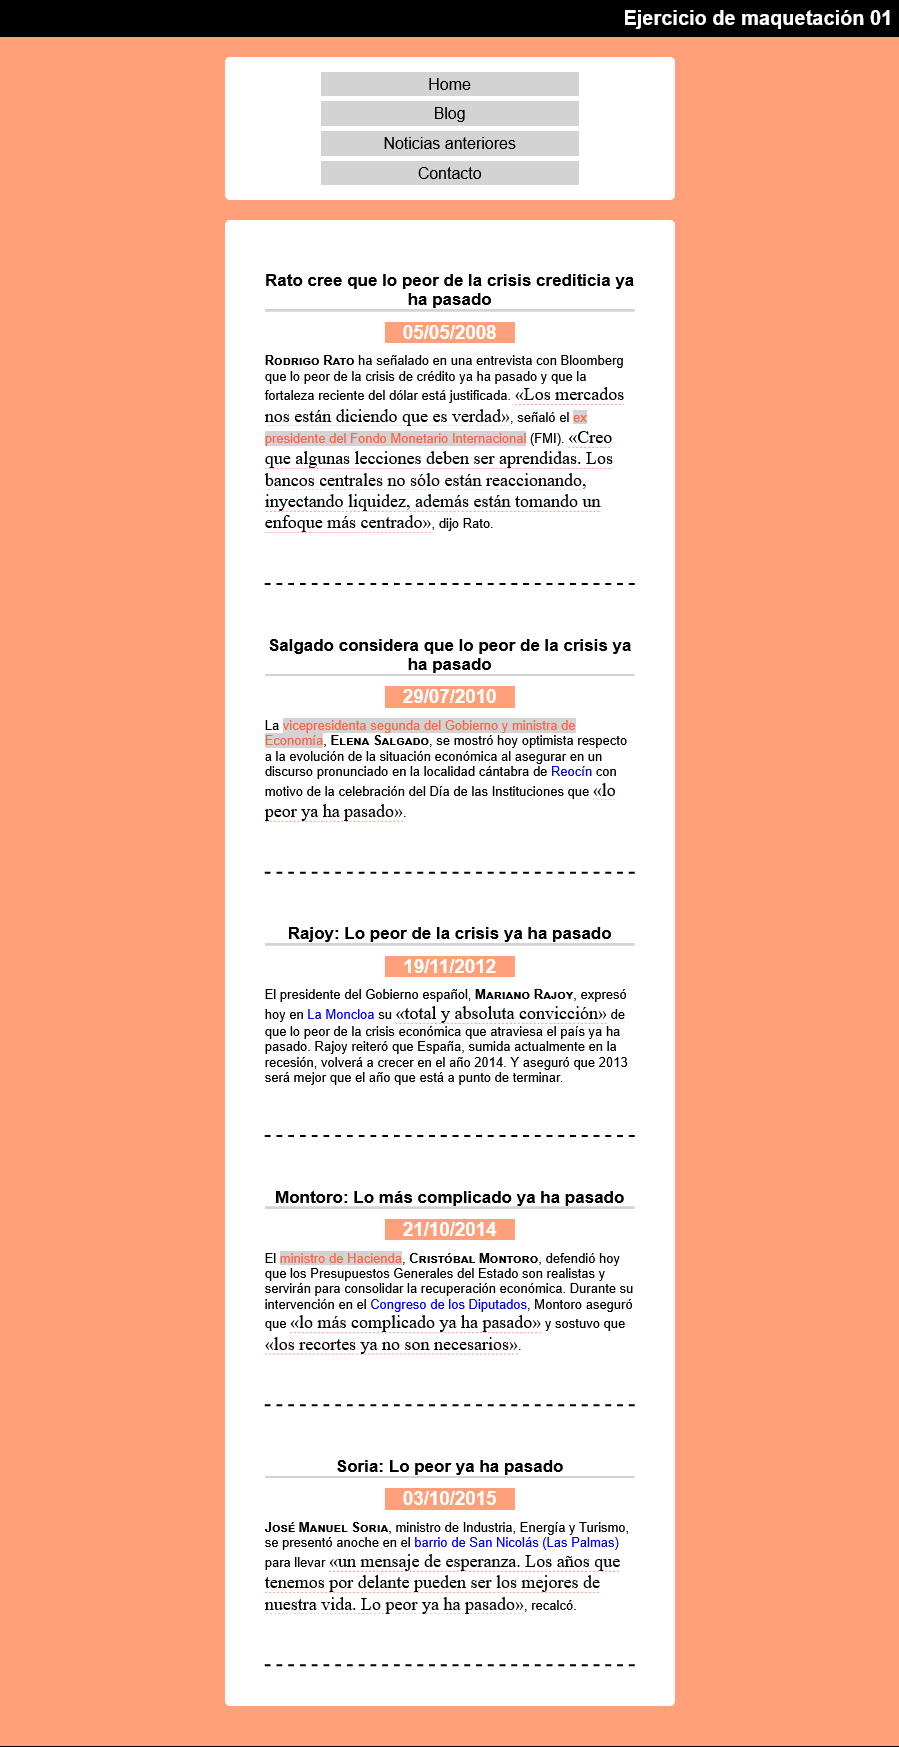 Ejercicio de maquetación 01
Home
Blog
Noticias anteriores
Contacto
Rato cree que lo peor de la crisis crediticia ya
ha pasado
05/05/2008
Rodrigo Rato ha señalado en una entrevista con Bloomberg
que lo peor de la crisis de crédito ya ha pasado y que la
fortaleza reciente del dólar está justificada. «Los mercados
nos están diciendo que es verdad», señaló el ex
presidente del Fondo Monetario Internacional (FMI). «Creo
que algunas lecciones deben ser aprendidas. Los
bancos centrales no sólo están reaccionando,
inyectando liquidez, además están tomando un
enfoque más centrado», dijo Rato.
Salgado considera que lo peor de la crisis ya
ha pasado
29/07/2010
La vicepresidenta segunda del Gobierno y ministra de
Economía, Elena Salgado, se mostró hoy optimista respecto
a la evolución de la situación económica al asegurar en un
discurso pronunciado en la localidad cántabra de Reocín con
motivo de la celebración del Día de las Instituciones que «lo
peor ya ha pasado».
Rajoy: Lo peor de la crisis ya ha pasado
19/11/2012
El presidente del Gobierno español, Mariano Rajoy, expresó
hoy en La Moncloa su «total y absoluta convicción» de
que lo peor de la crisis económica que atraviesa el país ya ha
pasado. Rajoy reiteró que España, sumida actualmente en la
recesión, volverá a crecer en el año 2014. Y aseguró que 2013
será mejor que el año que está a punto de terminar.
Montoro: Lo más complicado ya ha pasado
21/10/2014
El ministro de Hacienda, Cristóbal Montoro, defendió hoy
que los Presupuestos Generales del Estado son realistas y
servirán para consolidar la recuperación económica. Durante su
intervención en el Congreso de los Diputados, Montoro aseguró
que «lo más complicado ya ha pasado» y sostuvo que
«los recortes ya no son necesarios».
Soria: Lo peor ya ha pasado
03/10/2015
José Manuel Soria, ministro de Industria, Energía y Turismo,
se presentó anoche en el barrio de San Nicolás (Las Palmas)
para llevar «un mensaje de esperanza. Los años que
tenemos por delante pueden ser los mejores de
nuestra vida. Lo peor ya ha pasado», recalcó.